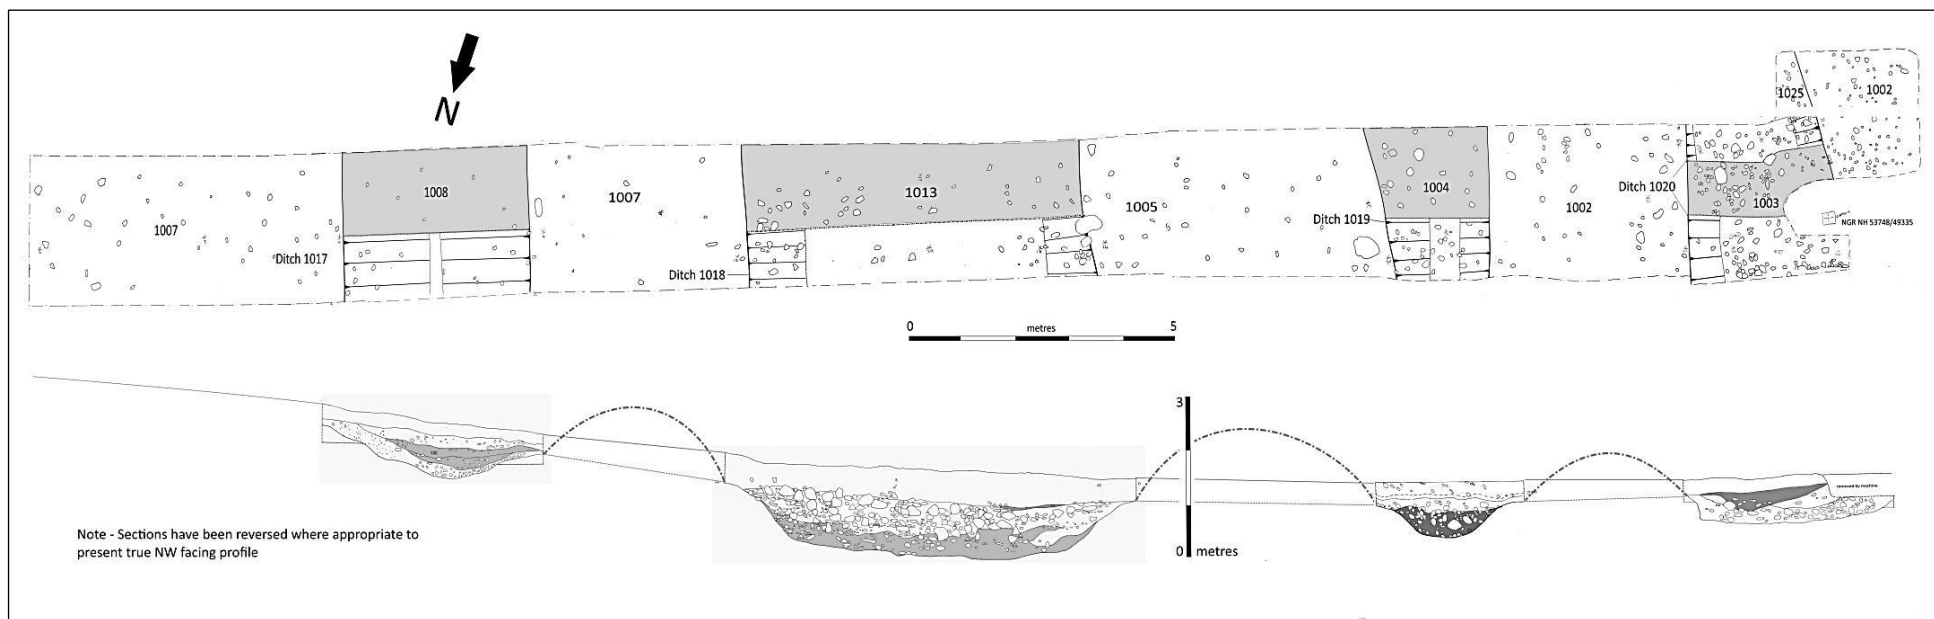 N
1025
1002
1008
1013
1004
1007
1007
1005
1002
Ditch 1020
1003
Ditch 1019
NGR NH 53748/49335
Ditch 1017
Ditch 1018
0
metres
5
3
removed by machine
Note - Sections have been reversed where appropriate to
present true NW facing profile
0
metres